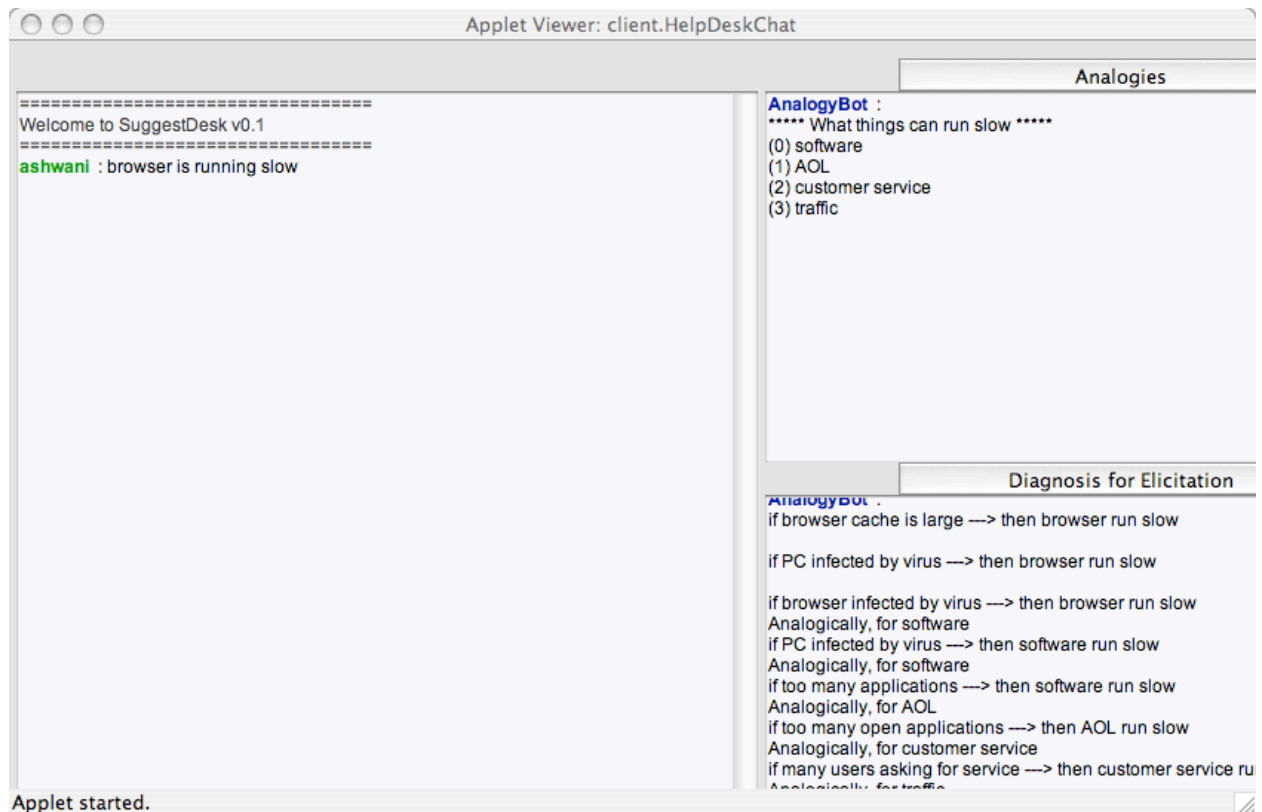 Applet Viewer: client.HelpDeskChat
==================================
Welcome to SuggestDesk v0.1
==================================
ashwani : browser is running slow
Analogies
AnalogyBot :
***** What things can run slow *****
(0) software
(1) AOL
(2) customer service
(3) traffic
Diagnosis for Elicitation
AnalogyBot :
if browser cache is large ---> then browser run slow
if PC infected by virus ---> then browser run slow
if browser infected by virus ---> then browser run slow
Analogically, for software
if PC infected by virus ---> then software run slow
Analogically, for software
if too many applications ---> then software run slow
Analogically, for AOL
if too many open applications ---> then AOL run slow
Analogically, for customer service
if many users asking for service ---> then customer service ru
Analogically, for traffic
Applet started.